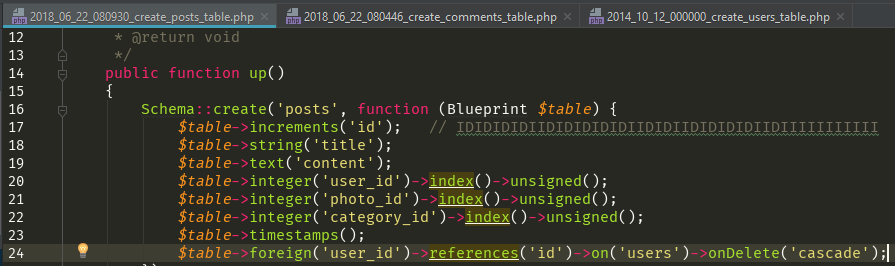 2018_06_22_080930_create_posts_table.php × 2018_06_22_080446_create_comments_table.php × 2014_10_12_000000_create_users_table.php ×
12 * @return void
13 */
14 public function up()
15 {
16 Schema::create('posts', function (Blueprint $table) {
17 $table->increments('id'); // IDIDIDIDIIDIDIDIDIDIIDIDIIDIDIDIDIIDIIIIIIIIIII
18 $table->string('title');
19 $table->text('content');
20 $table->integer('user_id')->index()->unsigned();
21 $table->integer('photo_id')->index()->unsigned();
22 $table->integer('category_id')->index()->unsigned();
23 $table->timestamps();
24 $table->foreign('user_id')->references('id')->on('users')->onDelete('cascade');